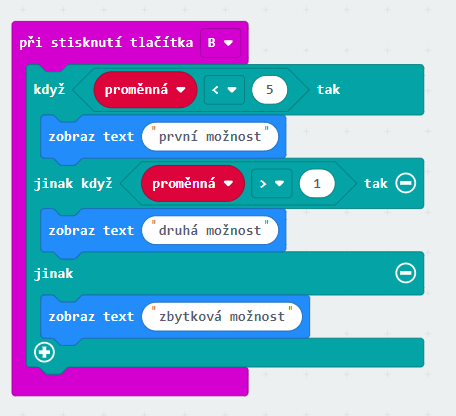 při stisknutí tlačítka B
když proměnná < 5 tak
zobraz text "první možnost"
jinak když proměnná > 1 tak
zobraz text "druhá možnost"
jinak
zobraz text "zbytková možnost"